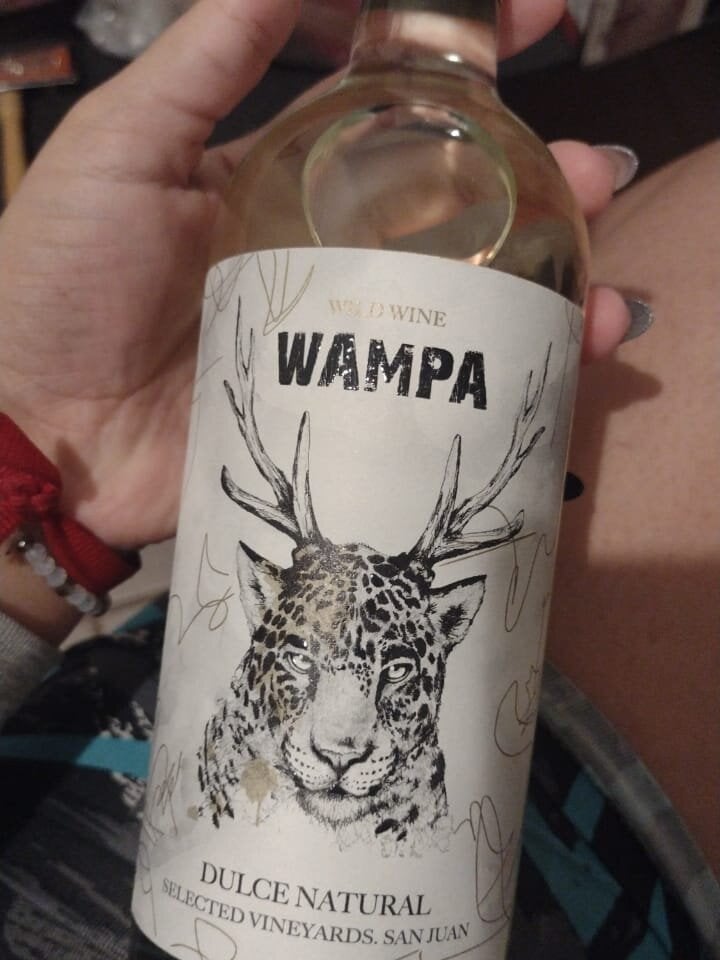 WILD WINE
WAMPA
DULCE NATURAL
SELECTED VINEYARDS. SAN JUAN